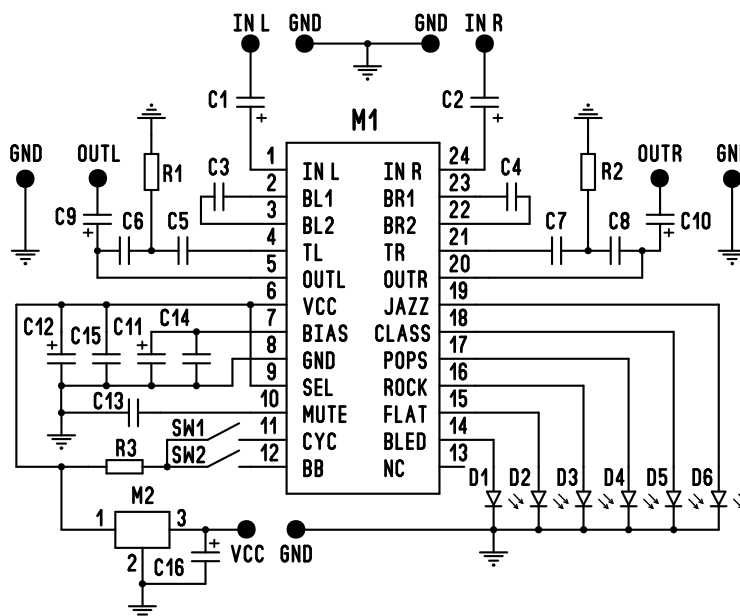 IN L GND GND IN R
C1 C2
M1
GND OUTL R1 C3 1 IN L IN R 24 C4 R2 OUTR
2 BL1 BR1 23
C9 C6 C5 3 BL2 BR2 22 C7 C8 C10
4 TL TR 21
5 OUTL OUTR 20
6 VCC JAZZ 19
C12 C15 C11 C14 7 BIAS CLASS 18
8 GND POPS 17
9 SEL ROCK 16
C13 10 MUTE FLAT 15
SW1 11 CYC BLED 14
R3 SW2 12 BB NC 13
D1 D2 D3 D4 D5 D6
M2
1 3
2 C16 VCC GND